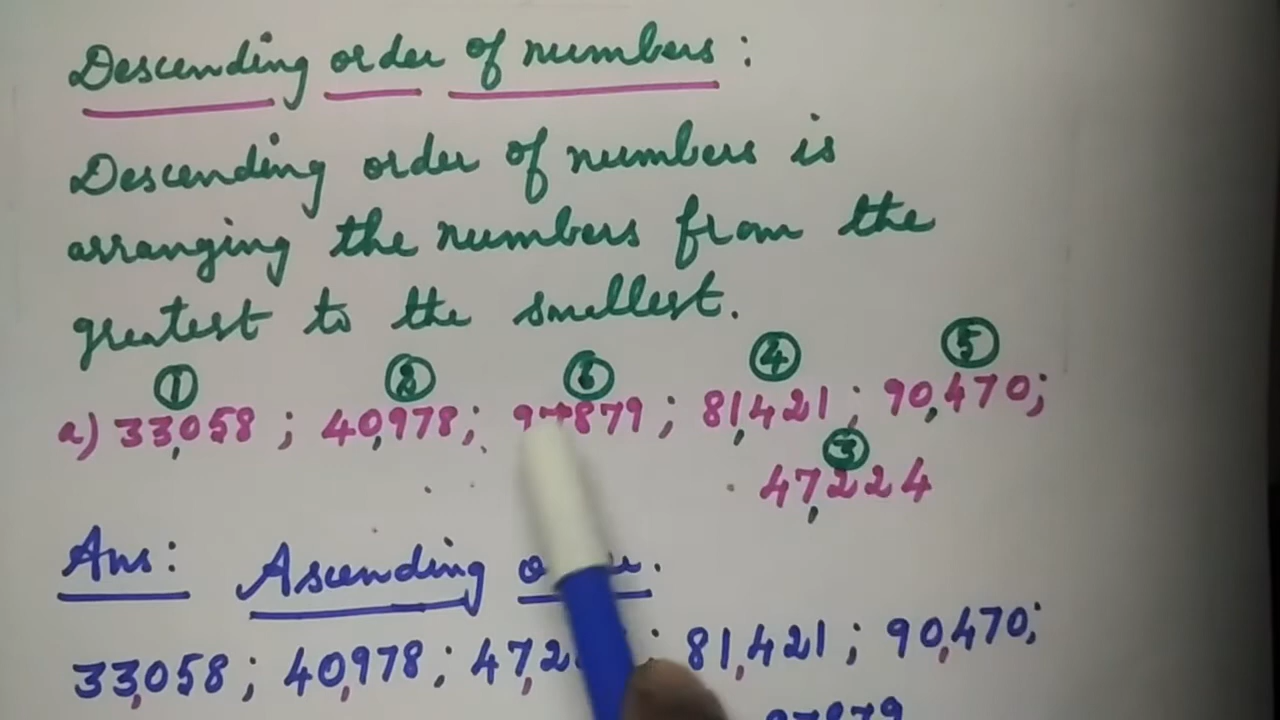 Descending order of numbers :
Descending order of numbers is
arranging the numbers from the
greatest to the smallest.
① ② ⑥ ④ ⑤
a) 33,058 ; 40,978; 97879 ; 81,421 ; 90,470;
③
47,224
Ans: Ascending
33,058 ; 40,978 ; ; 81,421 ; 90,470;